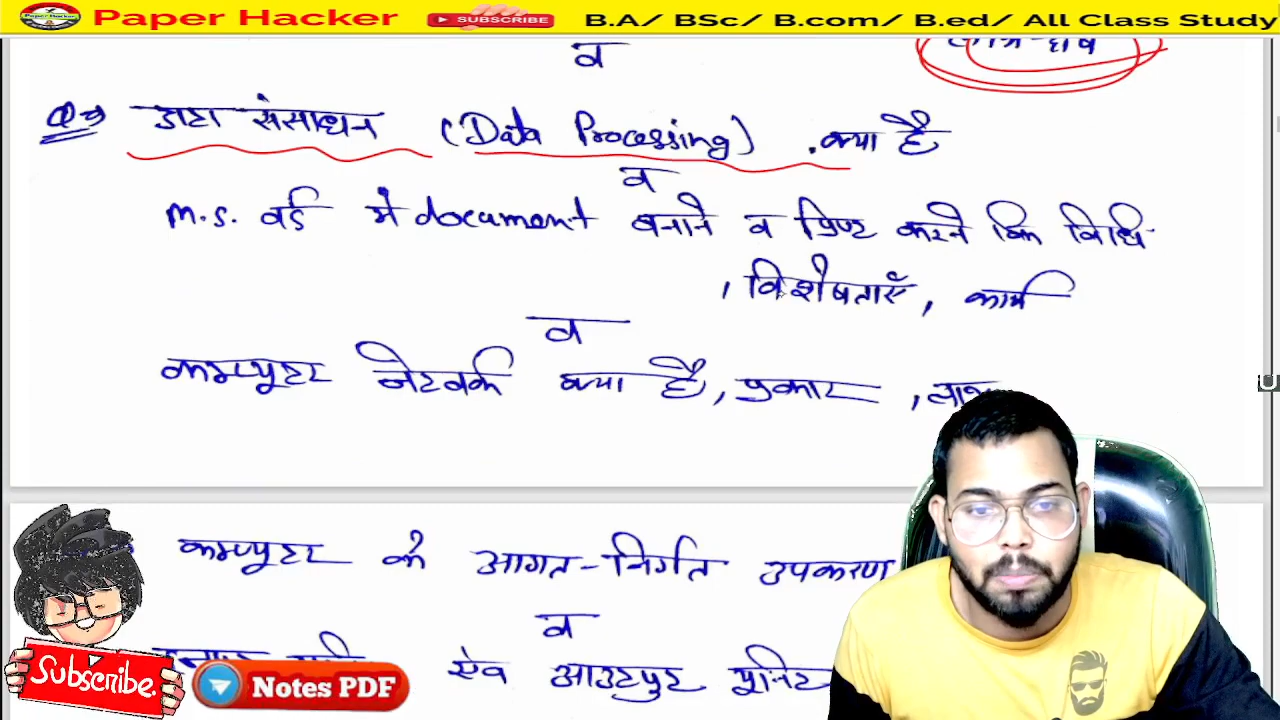 Paper Hacker SUBSCRIBE B.A/ BSc/ B.com/ B.ed/ All Class Study
व
Q⇒ डाटा संसाधन (Data Processing) क्या है
व
M.S. वर्ड में document बनाने व प्रिण्ट करने कि विधि
, विशेषताएँ, कार्य
व
कम्प्यूटर नेटवर्क क्या है, प्रकार,
कम्प्यूटर के आगत-निर्गत उपकरण
व
ऐव आउटपुट यूनिट
Subscribe.
Notes PDF